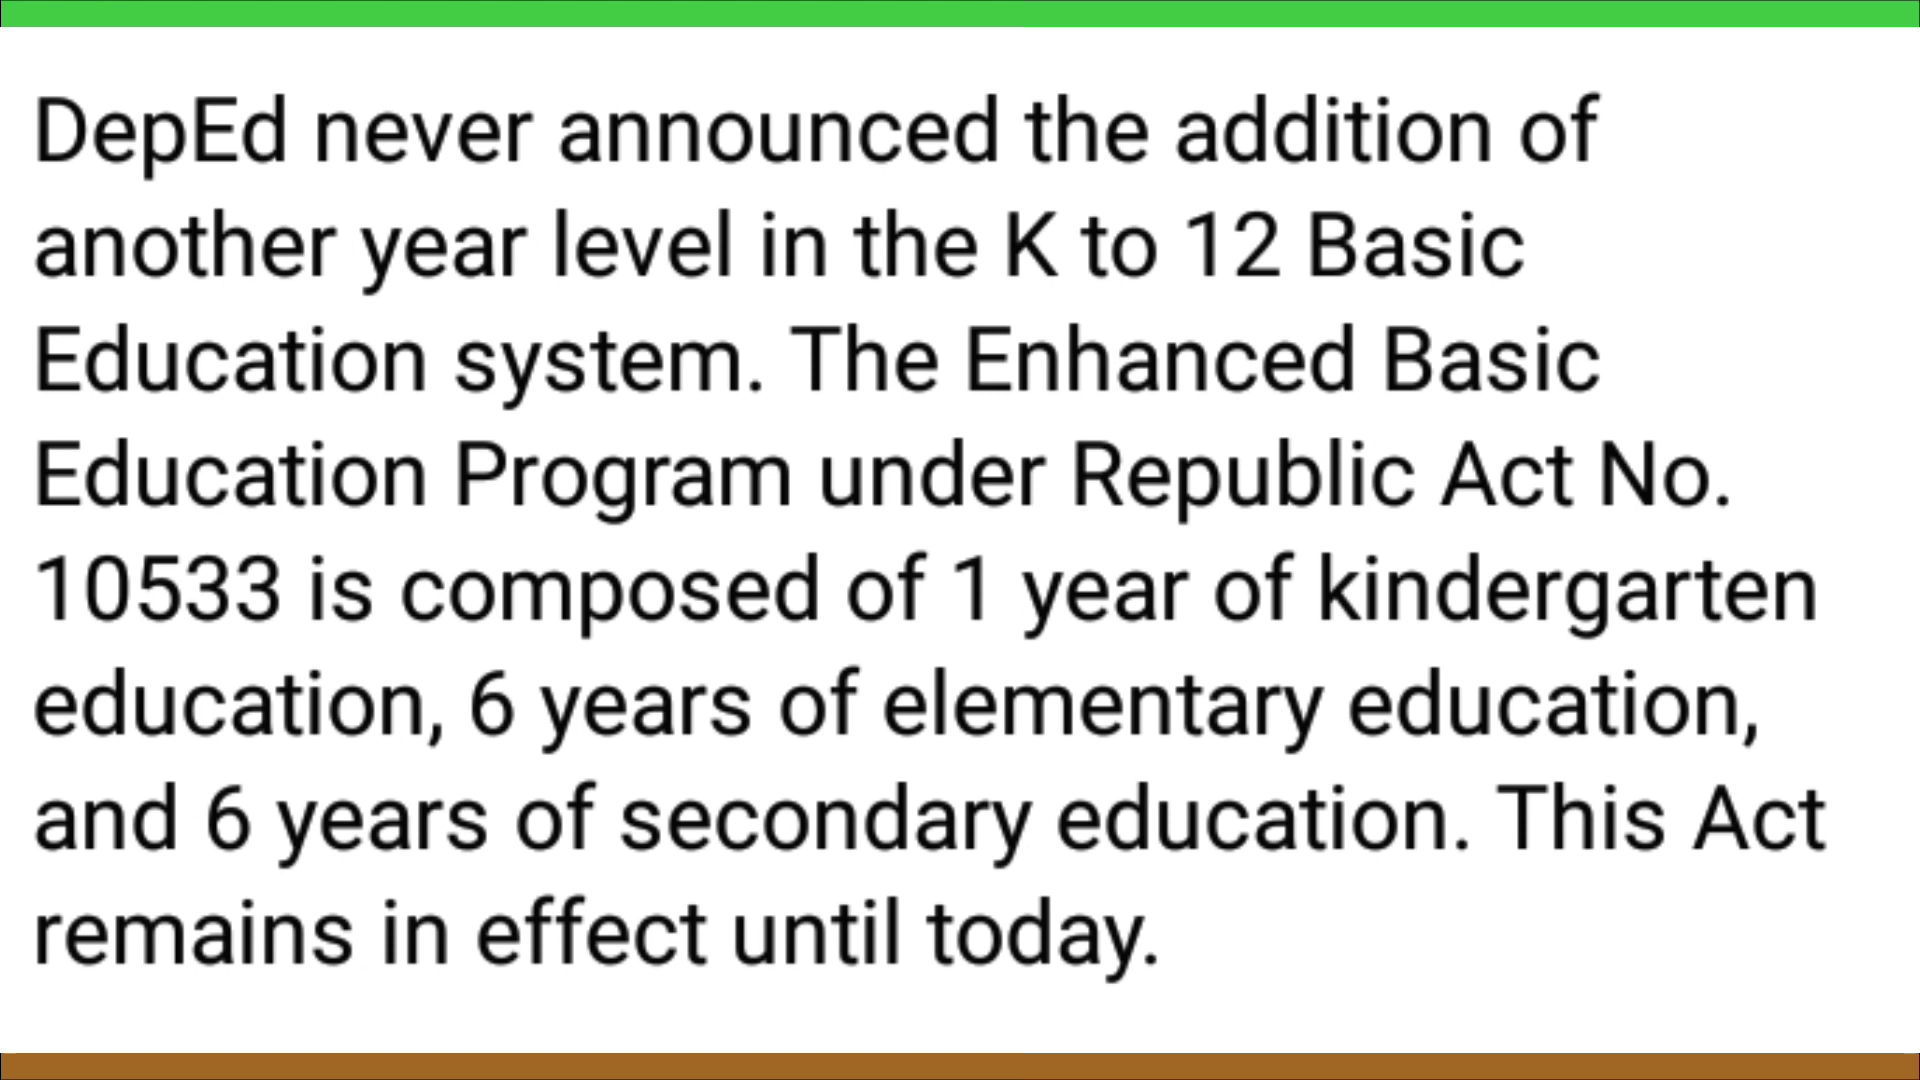 DepEd never announced the addition of
another year level in the K to 12 Basic
Education system. The Enhanced Basic
Education Program under Republic Act No.
10533 is composed of 1 year of kindergarten
education, 6 years of elementary education,
and 6 years of secondary education. This Act
remains in effect until today.